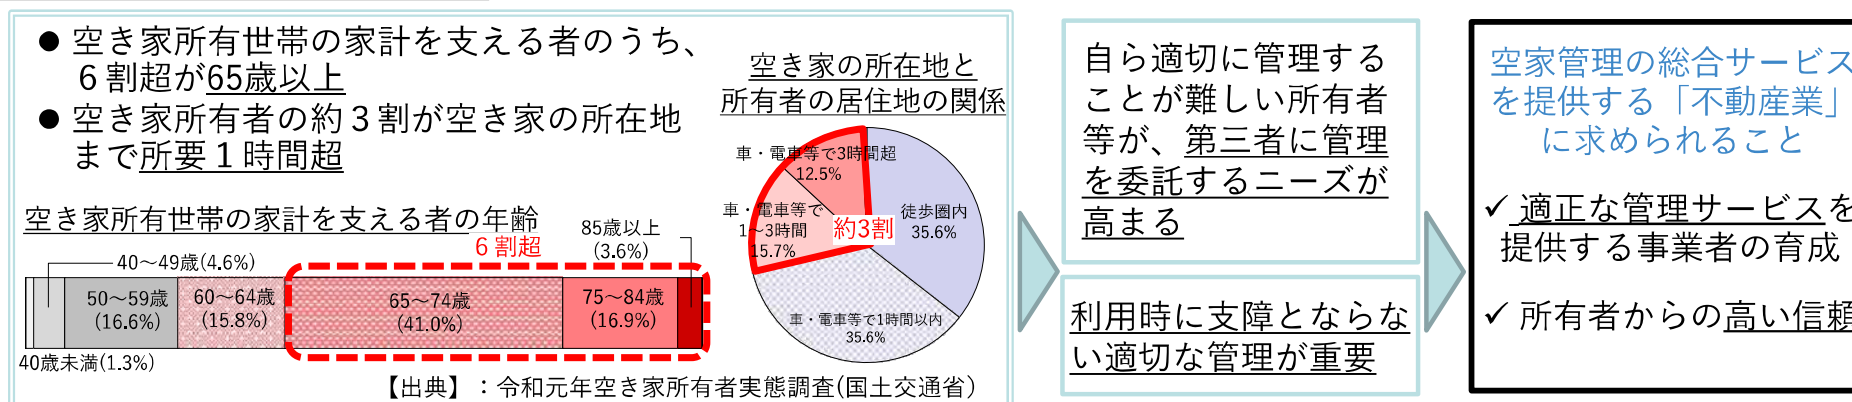 ● 空き家所有世帯の家計を支える者のうち、
６割超が65歳以上
● 空き家所有者の約３割が空き家の所在地
まで所要１時間超
空き家の所在地と
所有者の居住地の関係
車・電車等で3時間超
12.5%
車・電車等で
1～3時間
15.7%
約3割
徒歩圏内
35.6%
車・電車等で1時間以内
35.6%
空き家所有世帯の家計を支える者の年齢
６割超
85歳以上
(3.6%)
40～49歳(4.6%)
50～59歳
(16.6%)
60～64歳
(15.8%)
65～74歳
(41.0%)
75～84歳
(16.9%)
40歳未満(1.3%)
【出典】：令和元年空き家所有者実態調査(国土交通省)
自ら適切に管理する
ことが難しい所有者
等が、第三者に管理
を委託するニーズが
高まる
利用時に支障とならな
い適切な管理が重要
空家管理の総合サービス
を提供する「不動産業」
に求められること
✓ 適正な管理サービスを
提供する事業者の育成
✓ 所有者からの高い信頼